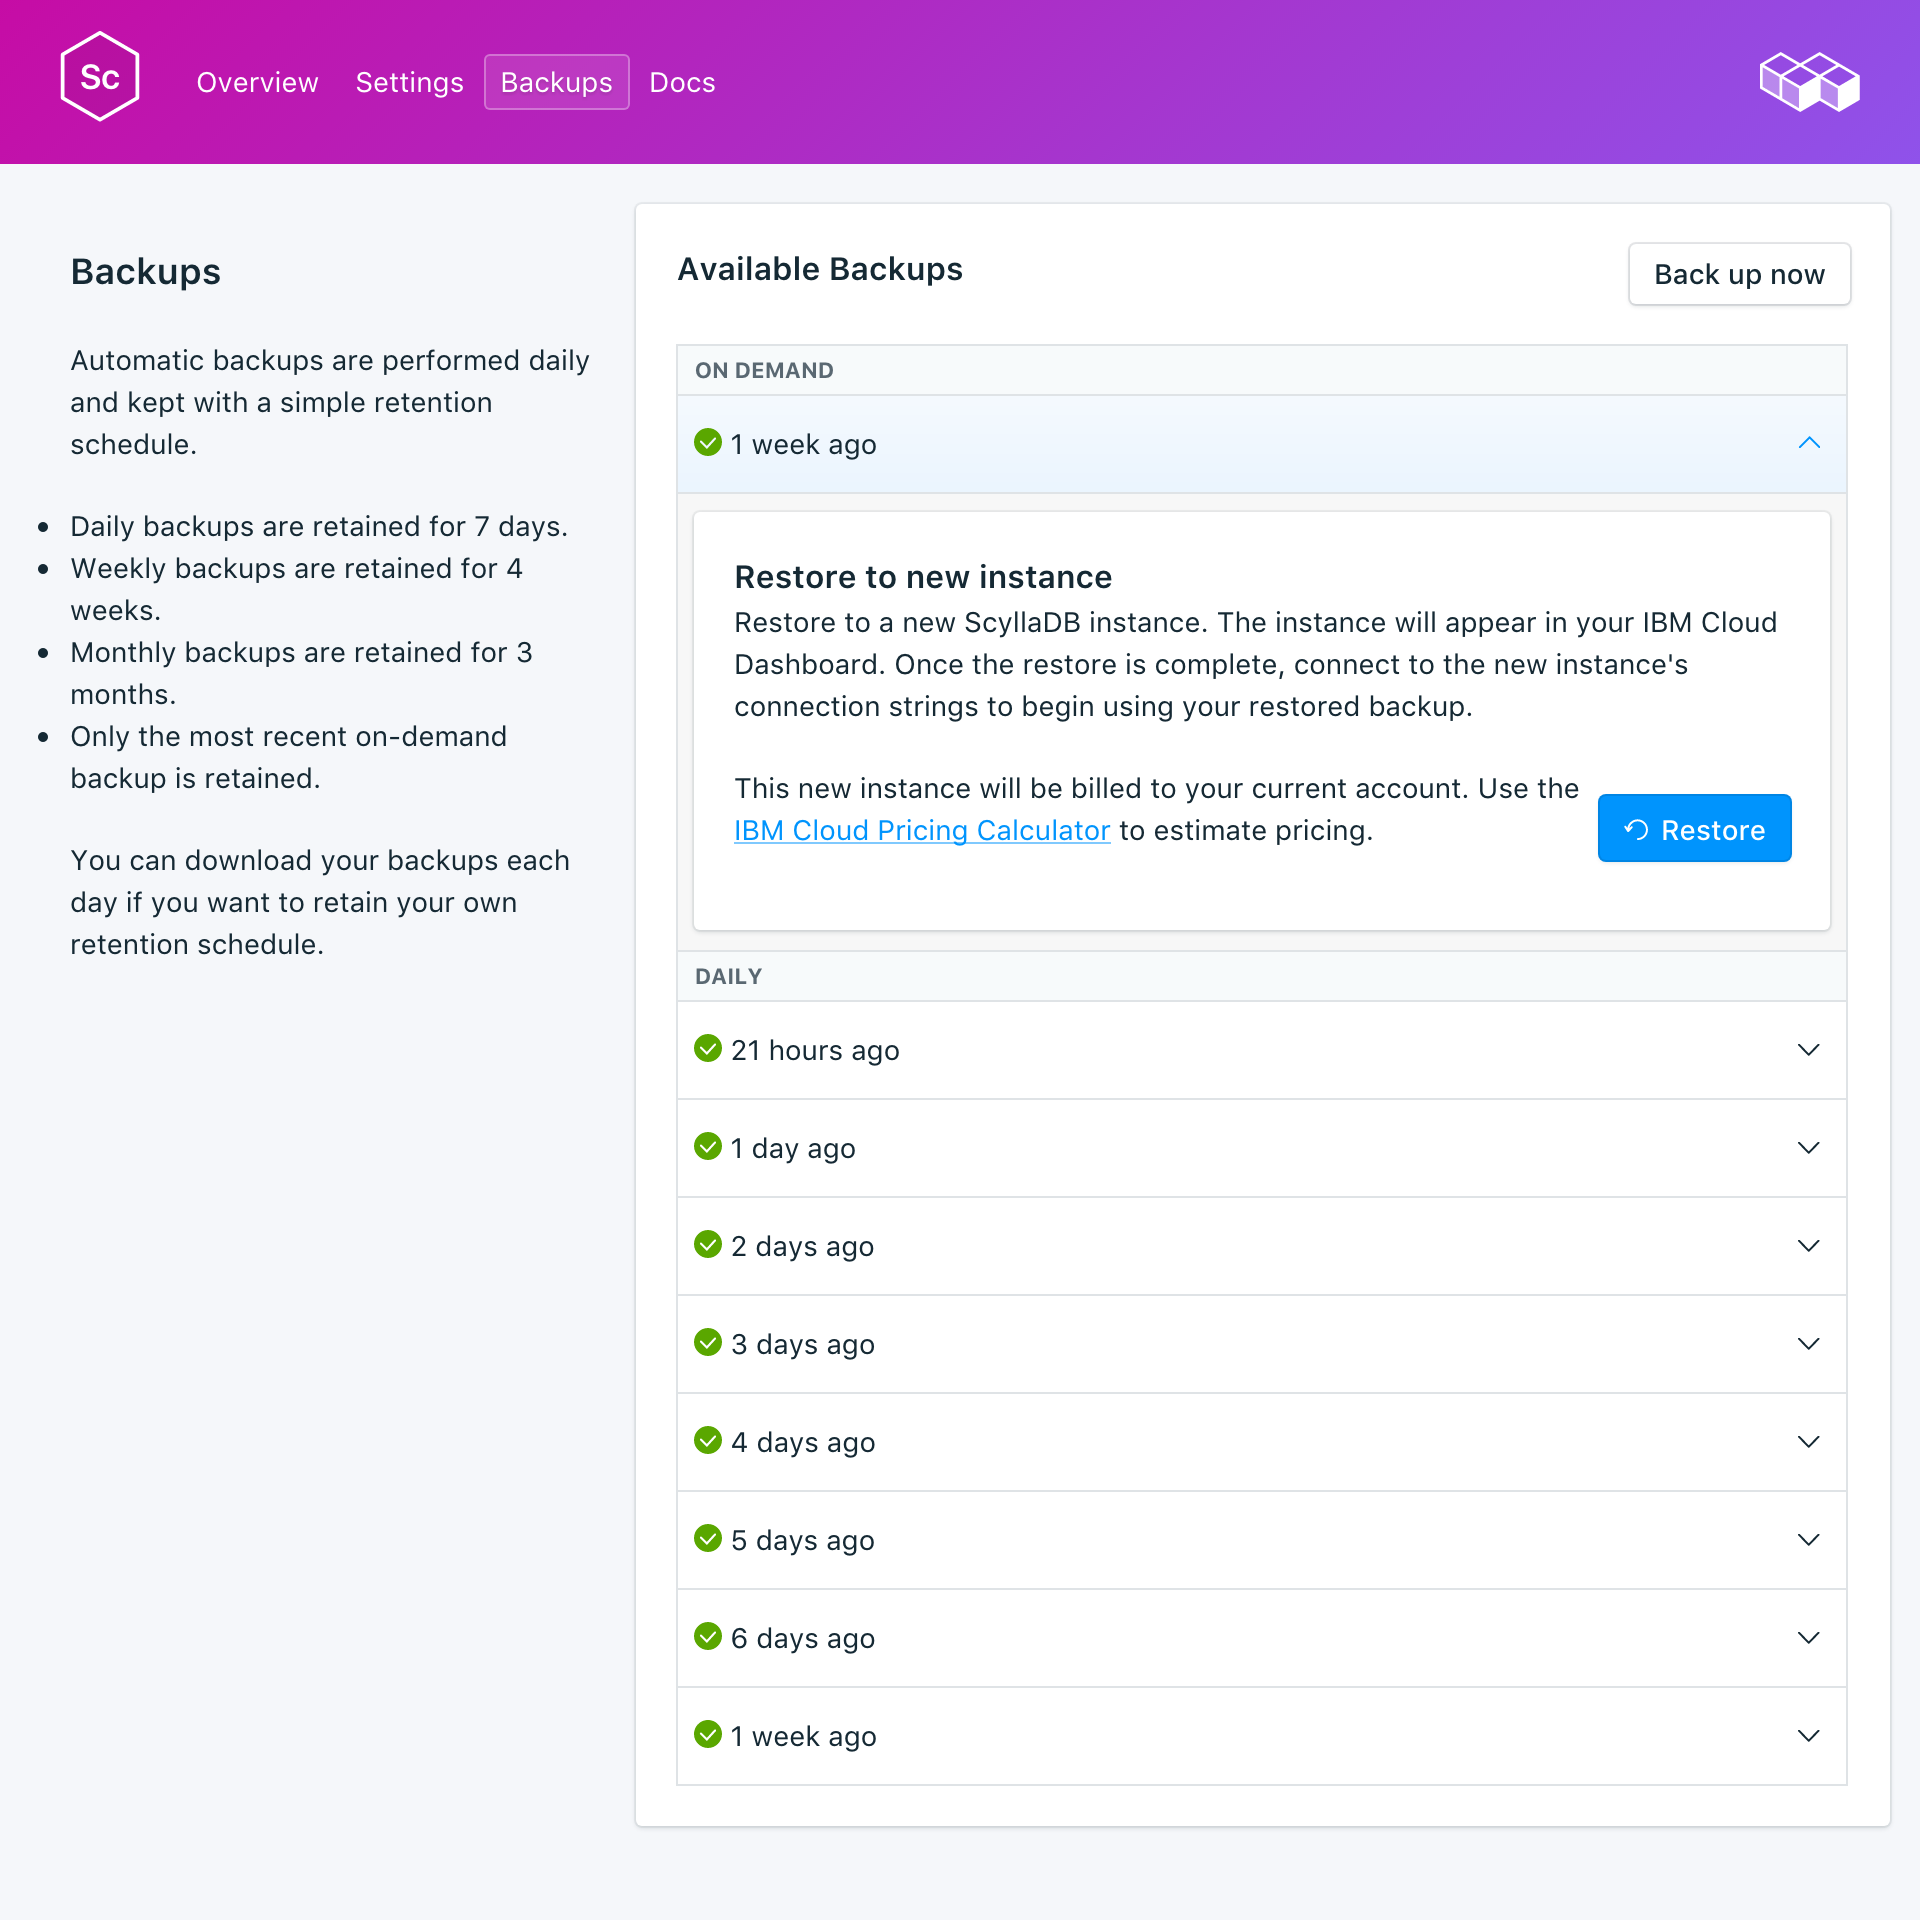 Sc
Overview
Settings
Backups
Docs
Backups
Automatic backups are performed daily
and kept with a simple retention
schedule.
Daily backups are retained for 7 days.
Weekly backups are retained for 4
weeks.
Monthly backups are retained for 3
months.
Only the most recent on-demand
backup is retained.
You can download your backups each
day if you want to retain your own
retention schedule.
Available Backups
Back up now
ON DEMAND
1 week ago
Restore to new instance
Restore to a new ScyllaDB instance. The instance will appear in your IBM Cloud
Dashboard. Once the restore is complete, connect to the new instance's
connection strings to begin using your restored backup.
This new instance will be billed to your current account. Use the
IBM Cloud Pricing Calculator to estimate pricing.
Restore
DAILY
21 hours ago
1 day ago
2 days ago
3 days ago
4 days ago
5 days ago
6 days ago
1 week ago